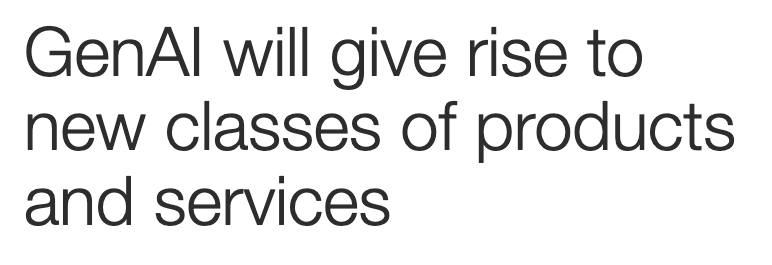 GenAI will give rise to
new classes of products
and services